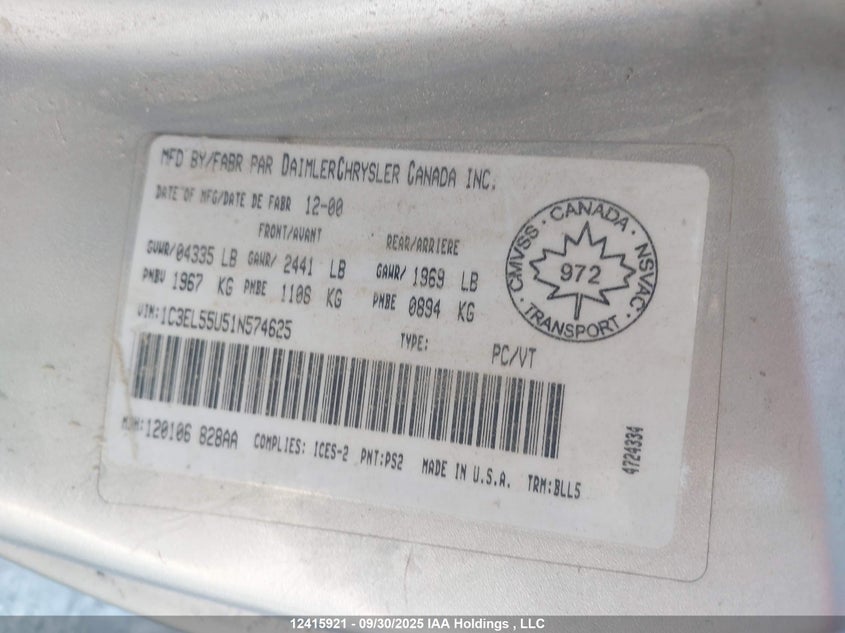 MFD BY/FABR PAR DAIMLERCHRYSLER CANADA INC.
DATE OF MFG/DATE DE FABR 12-00
FRONT/AVANT REAR/ARRIERE
GVWR/04335 LB GAWR/ 2441 LB GAWR/ 1969 LB
PNBV 1967 KG PNBE 1106 KG PNBE 0894 KG
VIN:1C3EL55U51N574625 TYPE: PC/VT
MDH:120106 828AA COMPLIES: ICES-2 PNT:PS2 MADE IN U.S.A. TRM:BLL5
CMVSS · CANADA · NSVAC · TRANSPORT ·
972
4724334
12415921 - 09/30/2025 IAA Holdings , LLC